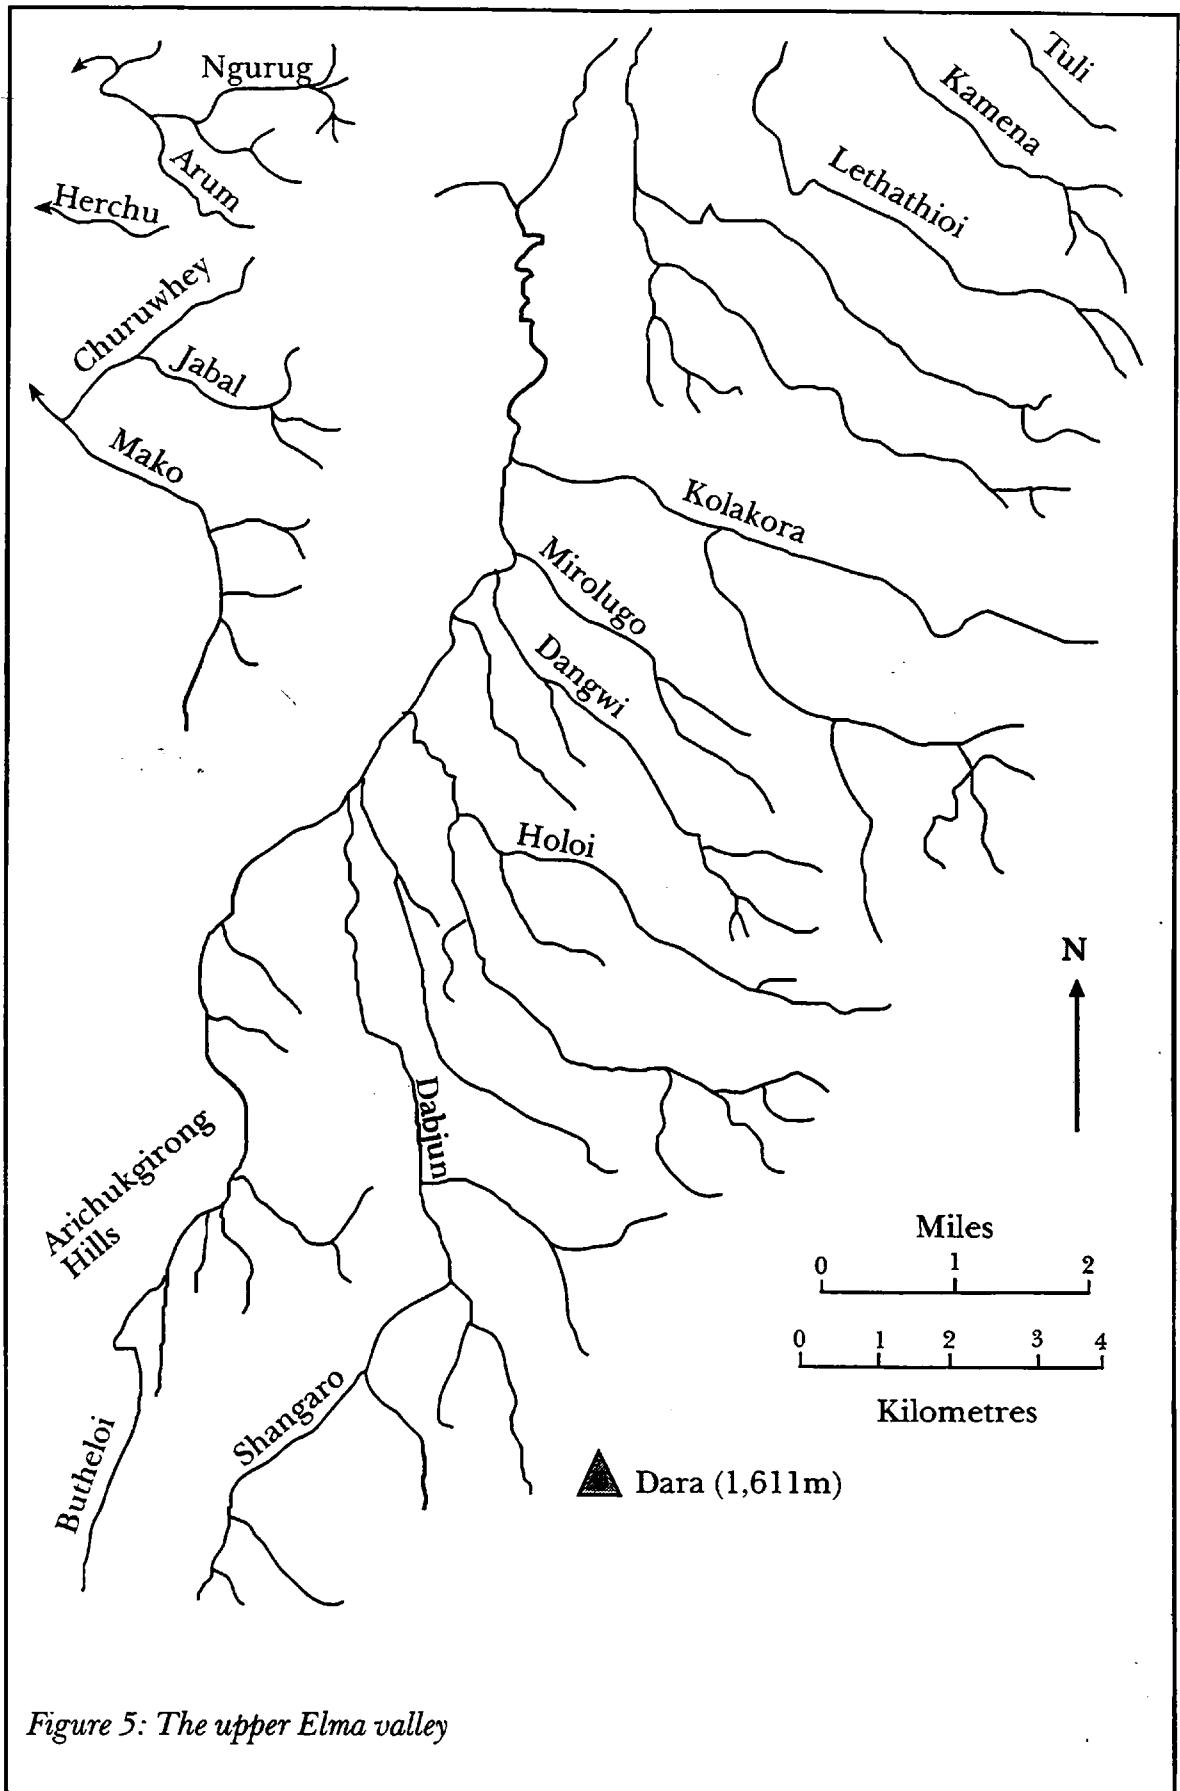 Ngurug
Tuli
Kamena
Arum
Lethathioi
Herchu
Churuwhey
Jabal
Mako
Kolakora
Mirolugo
Dangwi
Holoi
N
Dabjun
Arichukgirong
Hills
Miles
0 1 2
0 1 2 3 4
Kilometres
Shangaro
Butheloi
Dara (1,611m)
Figure 5: The upper Elma valley